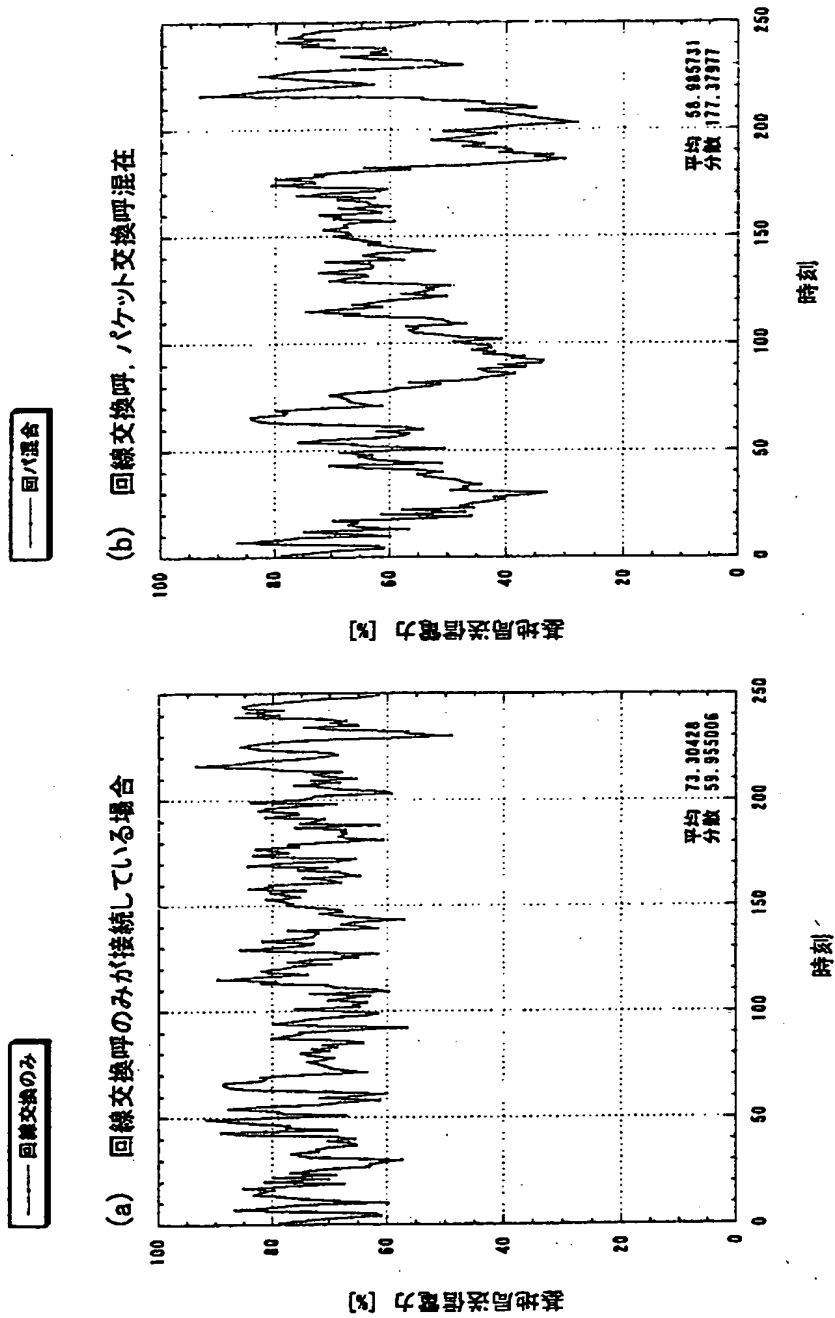 回線交換のみ
(a) 回線交換呼のみが接続している場合
基地局送信電力 [%]
100
80
60
40
20
0
平均 73.30428
分散 59.955006
0
50
100
150
200
250
時刻
回パ混合
(b) 回線交換呼, パケット交換呼混在
基地局送信電力 [%]
100
80
60
40
20
0
平均 58.985731
分散 177.37977
0
50
100
150
200
250
時刻